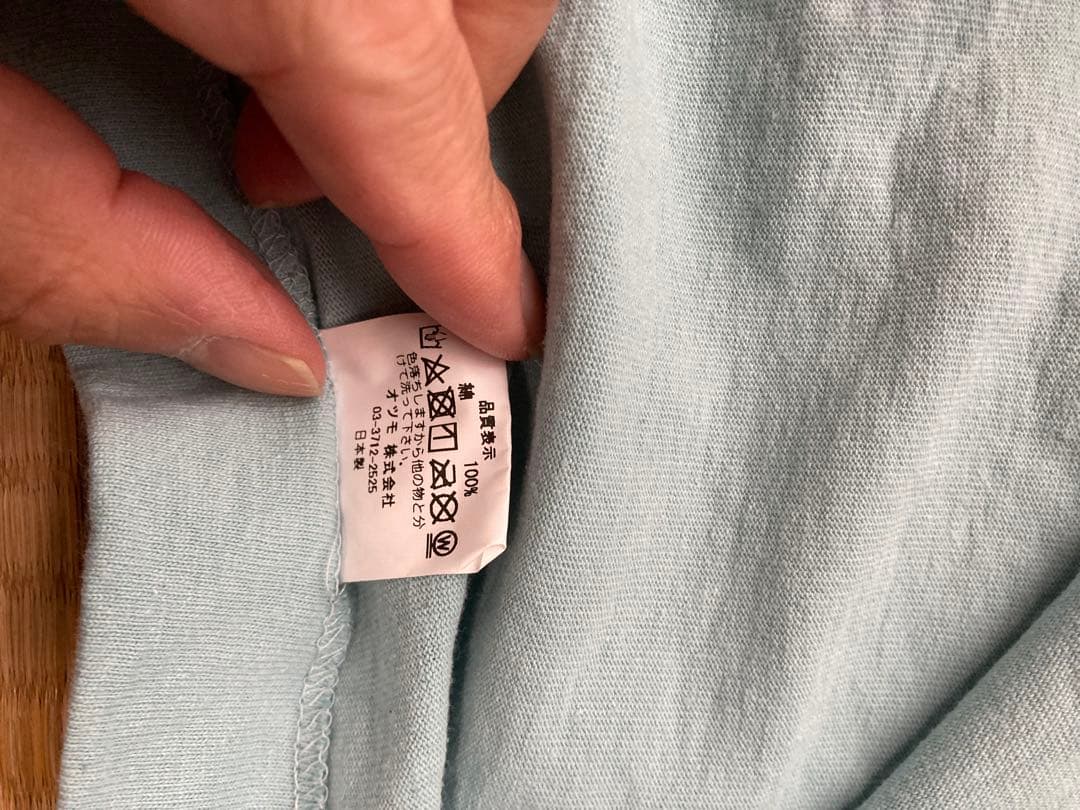 品質表示
綿 100%
W
色落ちしますから他の物と分
けて洗って下さい。
オツモ 株式会社
03-3712-2525
日本製